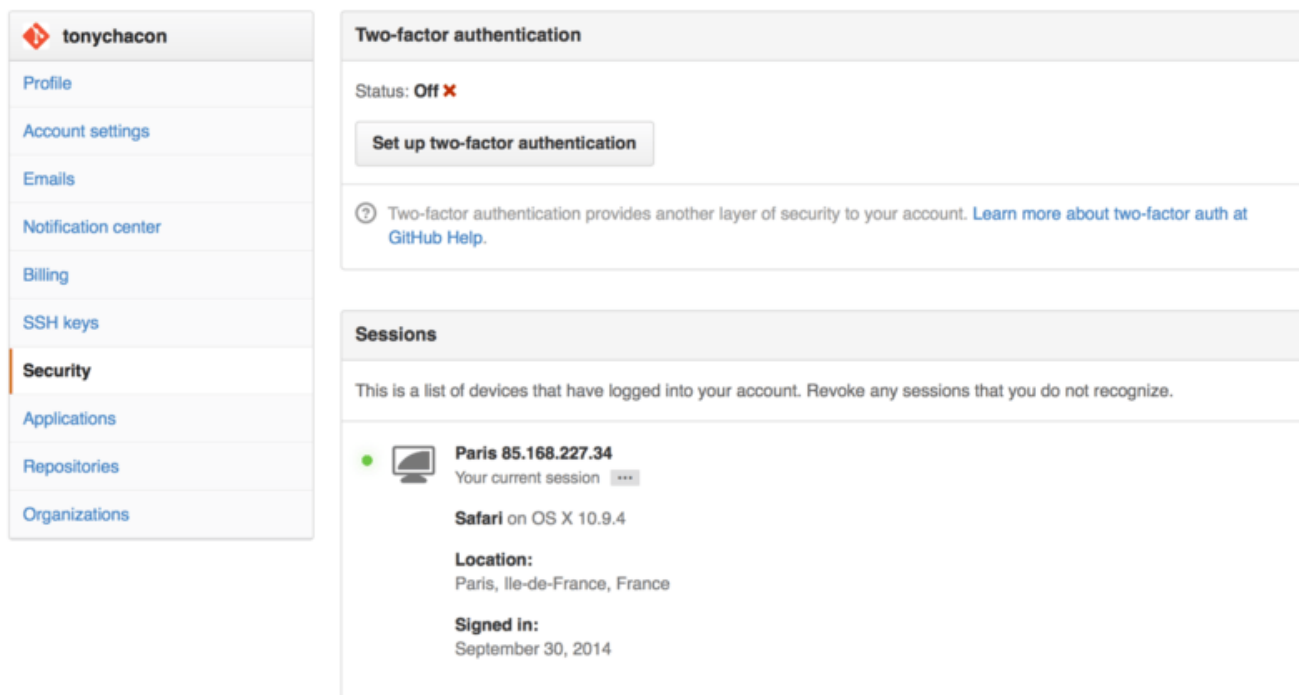 tonychacon
Profile
Account settings
Emails
Notification center
Billing
SSH keys
Security
Applications
Repositories
Organizations
Two-factor authentication
Status: Off
Set up two-factor authentication
Two-factor authentication provides another layer of security to your account. Learn more about two-factor auth at
GitHub Help.
Sessions
This is a list of devices that have logged into your account. Revoke any sessions that you do not recognize.
Paris 85.168.227.34
Your current session ...
Safari on OS X 10.9.4
Location:
Paris, Ile-de-France, France
Signed in:
September 30, 2014